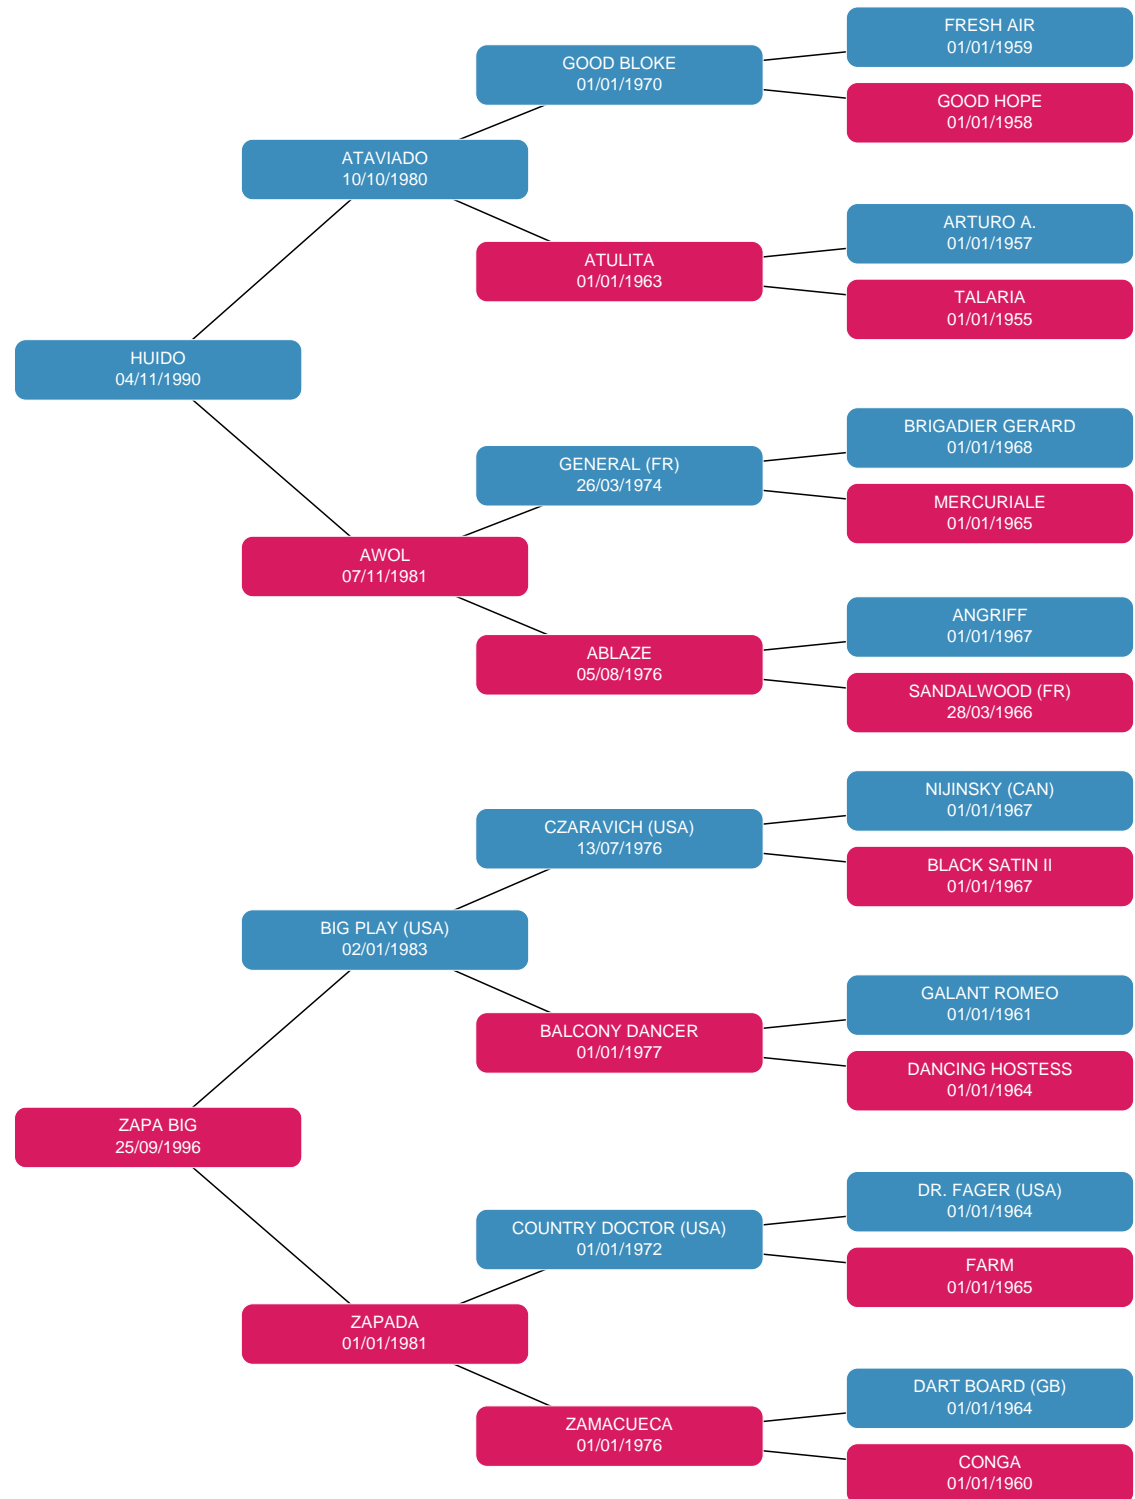 FRESH AIR
01/01/1959
GOOD BLOKE
01/01/1970
GOOD HOPE
01/01/1958
ATAVIADO
10/10/1980
ARTURO A.
01/01/1957
ATULITA
01/01/1963
TALARIA
01/01/1955
HUIDO
04/11/1990
BRIGADIER GERARD
01/01/1968
GENERAL (FR)
26/03/1974
MERCURIALE
01/01/1965
AWOL
07/11/1981
ANGRIFF
01/01/1967
ABLAZE
05/08/1976
SANDALWOOD (FR)
28/03/1966
NIJINSKY (CAN)
01/01/1967
CZARAVICH (USA)
13/07/1976
BLACK SATIN II
01/01/1967
BIG PLAY (USA)
02/01/1983
GALANT ROMEO
01/01/1961
BALCONY DANCER
01/01/1977
DANCING HOSTESS
01/01/1964
ZAPA BIG
25/09/1996
DR. FAGER (USA)
01/01/1964
COUNTRY DOCTOR (USA)
01/01/1972
FARM
01/01/1965
ZAPADA
01/01/1981
DART BOARD (GB)
01/01/1964
ZAMACUECA
01/01/1976
CONGA
01/01/1960